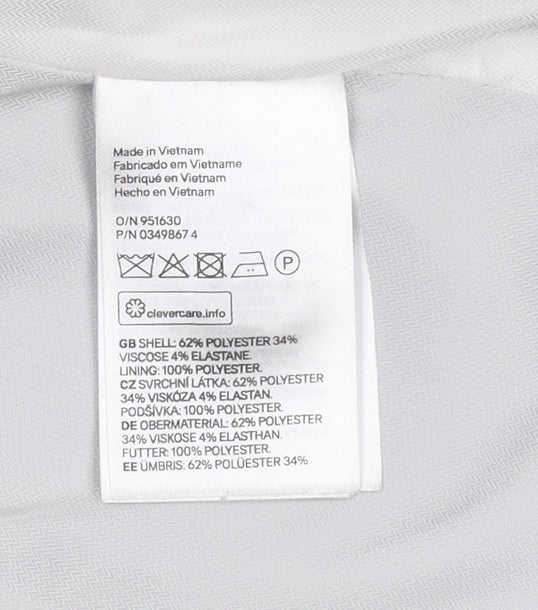 Made in Vietnam
Fabricado em Vietname
Fabriqué en Vietnam
Hecho en Vietnam
O/N 951630
P/N 0349867 4
P
clevercare.info
GB SHELL: 62% POLYESTER 34%
VISCOSE 4% ELASTANE.
LINING: 100% POLYESTER.
CZ SVRCHNÍ LÁTKA: 62% POLYESTER
34% VISKÓZA 4% ELASTAN.
PODŠÍVKA: 100% POLYESTER.
DE OBERMATERIAL: 62% POLYESTER
34% VISKOSE 4% ELASTHAN.
FUTTER: 100% POLYESTER.
EE ÜMBRIS: 62% POLÜESTER 34%